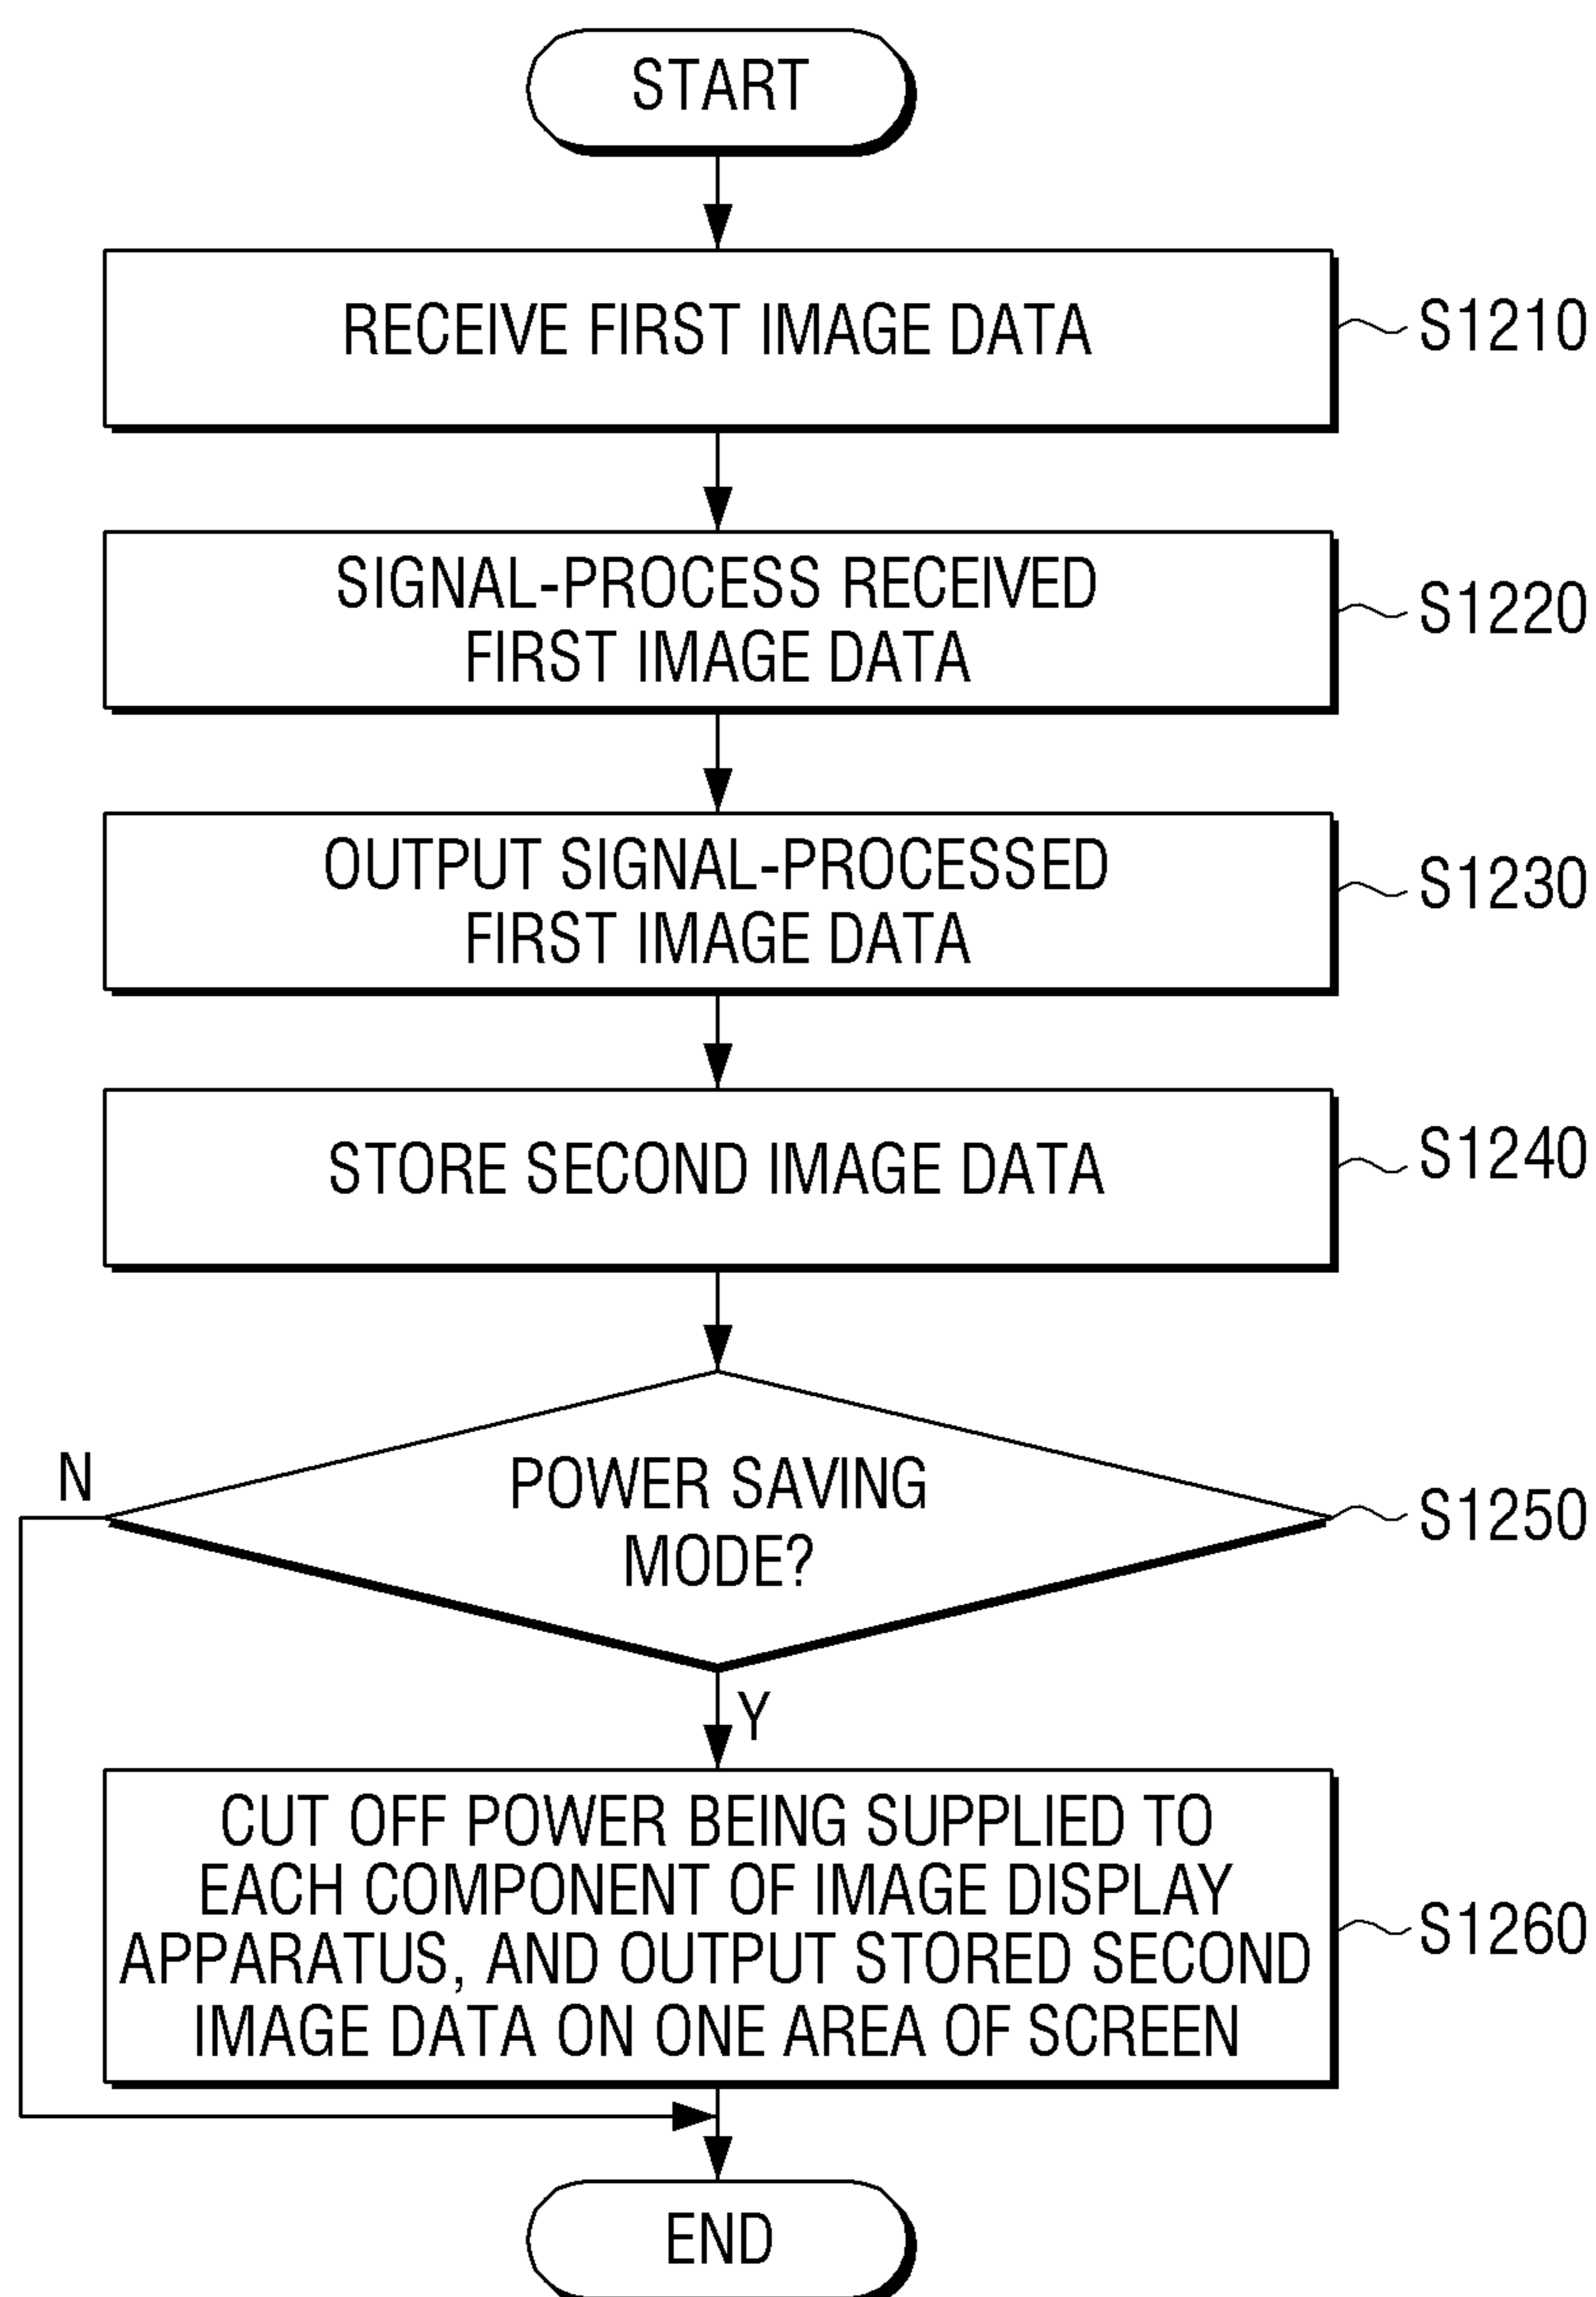 START
RECEIVE FIRST IMAGE DATA
S1210
SIGNAL-PROCESS RECEIVED
FIRST IMAGE DATA
S1220
OUTPUT SIGNAL-PROCESSED
FIRST IMAGE DATA
S1230
STORE SECOND IMAGE DATA
S1240
POWER SAVING
MODE?
S1250
N
Y
CUT OFF POWER BEING SUPPLIED TO
EACH COMPONENT OF IMAGE DISPLAY
APPARATUS, AND OUTPUT STORED SECOND
IMAGE DATA ON ONE AREA OF SCREEN
S1260
END